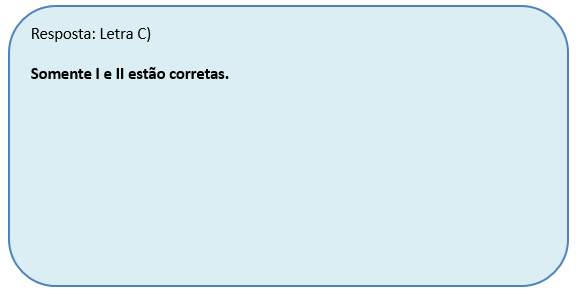 Resposta: Letra C)
Somente I e II estão corretas.